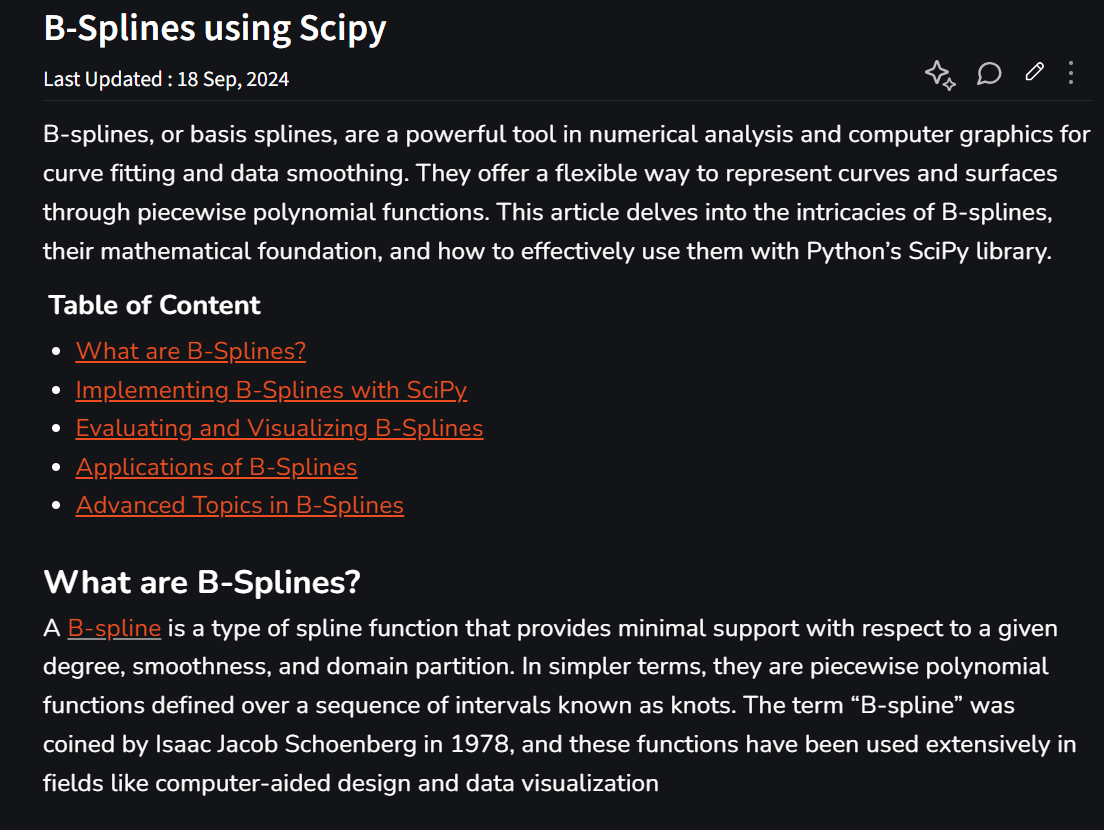 B-Splines using Scipy
Last Updated : 18 Sep, 2024
B-splines, or basis splines, are a powerful tool in numerical analysis and computer graphics for
curve fitting and data smoothing. They offer a flexible way to represent curves and surfaces
through piecewise polynomial functions. This article delves into the intricacies of B-splines,
their mathematical foundation, and how to effectively use them with Python’s SciPy library.
Table of Content
What are B-Splines?
Implementing B-Splines with SciPy
Evaluating and Visualizing B-Splines
Applications of B-Splines
Advanced Topics in B-Splines
What are B-Splines?
A B-spline is a type of spline function that provides minimal support with respect to a given
degree, smoothness, and domain partition. In simpler terms, they are piecewise polynomial
functions defined over a sequence of intervals known as knots. The term “B-spline” was
coined by Isaac Jacob Schoenberg in 1978, and these functions have been used extensively in
fields like computer-aided design and data visualization